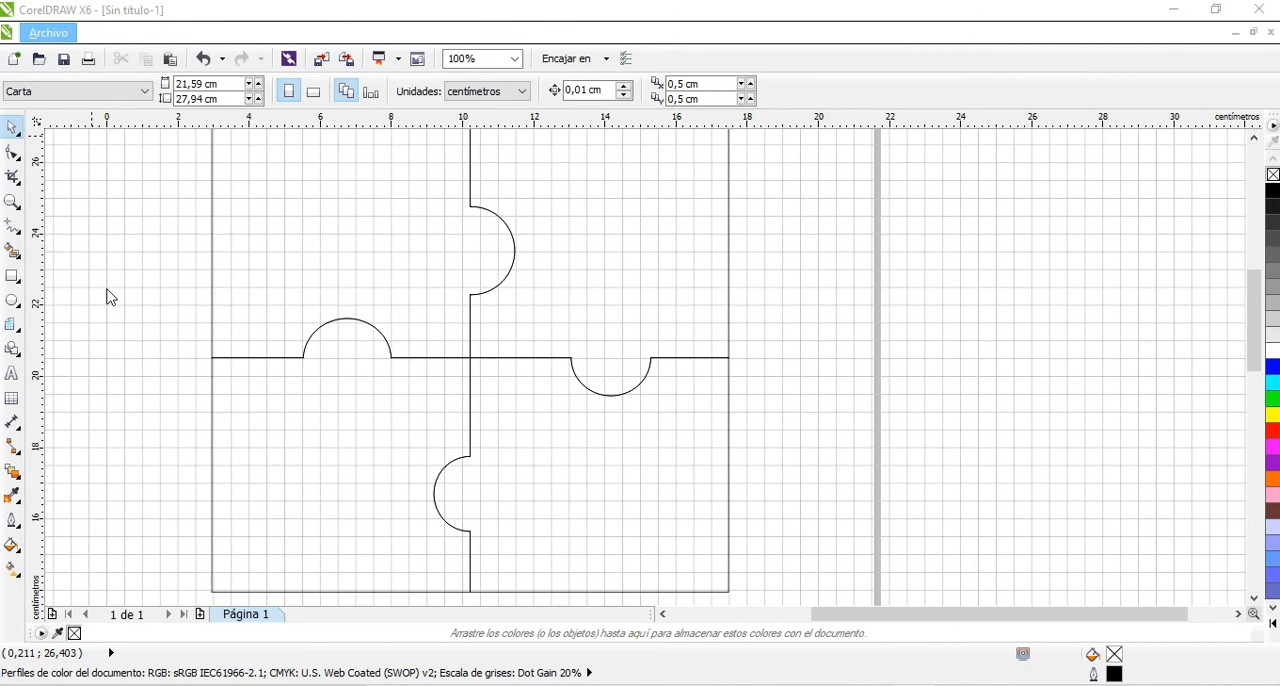 CorelDRAW X6 - [Sin título-1]
Archivo
100%
Encajar en
Carta
21,59 cm
27,94 cm
Unidades: centímetros
0,01 cm
0,5 cm
0,5 cm
0 2 4 6 8 10 12 14 16 18 20 22 24 26 28 30 centímetros
26
24
22
20
18
16
centímetros
1 de 1
Página 1
Arrastre los colores (o los objetos) hasta aquí para almacenar estos colores con el documento.
( 0,211 ; 26,403 )
Perfiles de color del documento: RGB: sRGB IEC61966-2.1; CMYK: U.S. Web Coated (SWOP) v2; Escala de grises: Dot Gain 20%